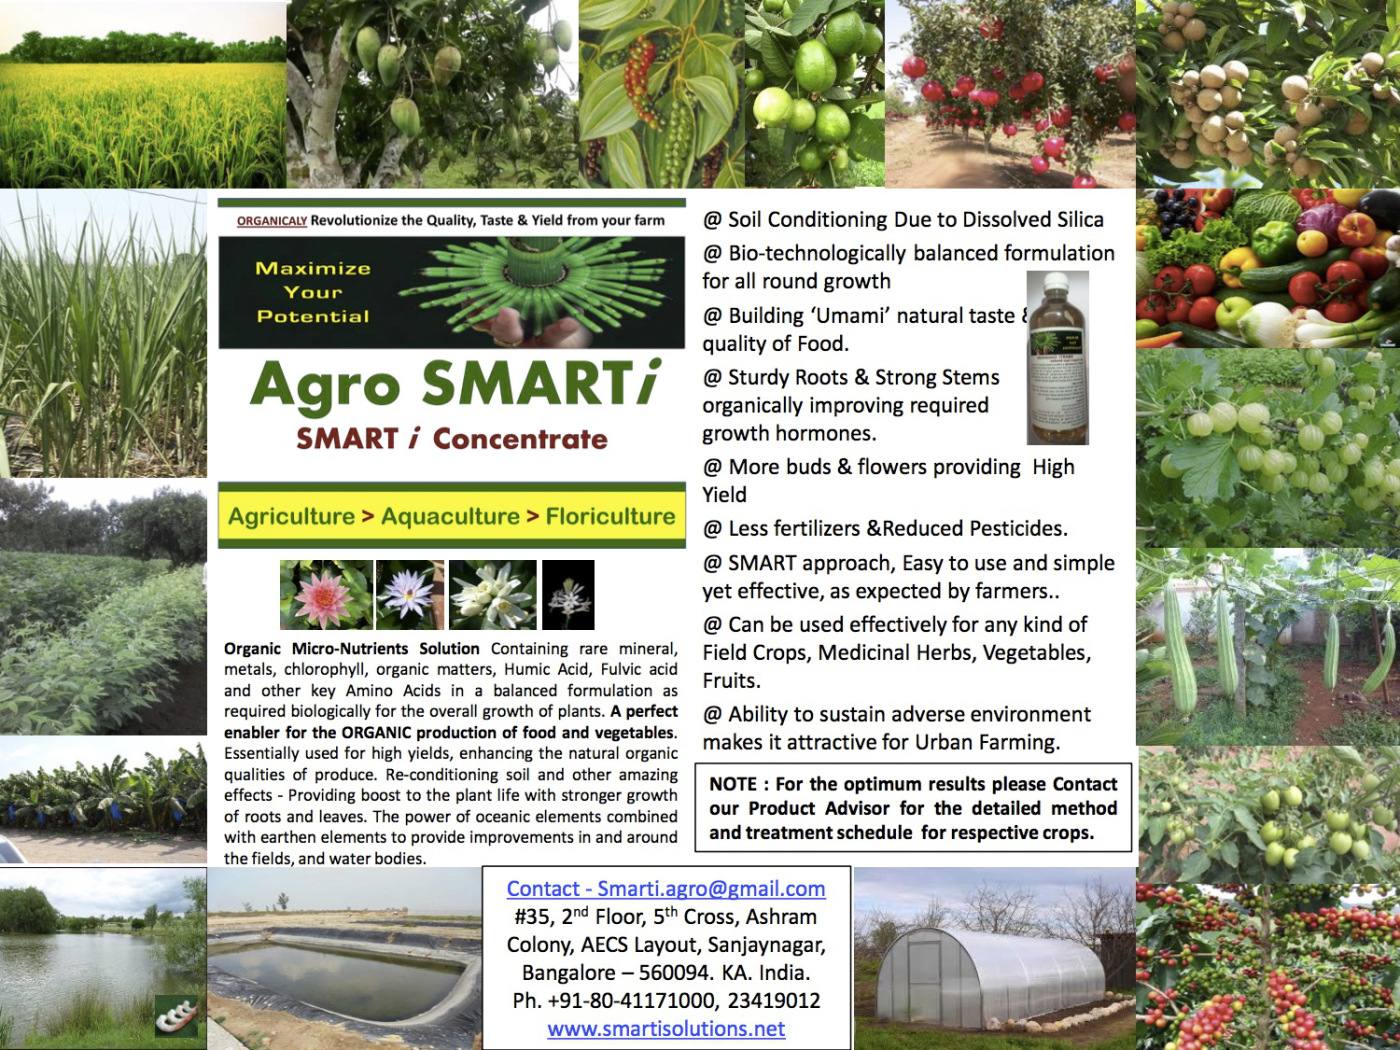 ORGANICALY Revolutionize the Quality, Taste & Yield from your farm
Maximize
Your
Potential
Agro SMARTi
SMART i Concentrate
Agriculture > Aquaculture > Floriculture
Organic Micro-Nutrients Solution Containing rare mineral,
metals, chlorophyll, organic matters, Humic Acid, Fulvic acid
and other key Amino Acids in a balanced formulation as
required biologically for the overall growth of plants. A perfect
enabler for the ORGANIC production of food and vegetables.
Essentially used for high yields, enhancing the natural organic
qualities of produce. Re-conditioning soil and other amazing
effects - Providing boost to the plant life with stronger growth
of roots and leaves. The power of oceanic elements combined
with earthen elements to provide improvements in and around
the fields, and water bodies.
@ Soil Conditioning Due to Dissolved Silica
@ Bio-technologically balanced formulation
for all round growth
@ Building ‘Umami’ natural taste &
quality of Food.
@ Sturdy Roots & Strong Stems
organically improving required
growth hormones.
@ More buds & flowers providing High
Yield
@ Less fertilizers &Reduced Pesticides.
@ SMART approach, Easy to use and simple
yet effective, as expected by farmers..
@ Can be used effectively for any kind of
Field Crops, Medicinal Herbs, Vegetables,
Fruits.
@ Ability to sustain adverse environment
makes it attractive for Urban Farming.
NOTE : For the optimum results please Contact
our Product Advisor for the detailed method
and treatment schedule for respective crops.
Contact - Smarti.agro@gmail.com
#35, 2nd Floor, 5th Cross, Ashram
Colony, AECS Layout, Sanjaynagar,
Bangalore – 560094. KA. India.
Ph. +91-80-41171000, 23419012
www.smartisolutions.net